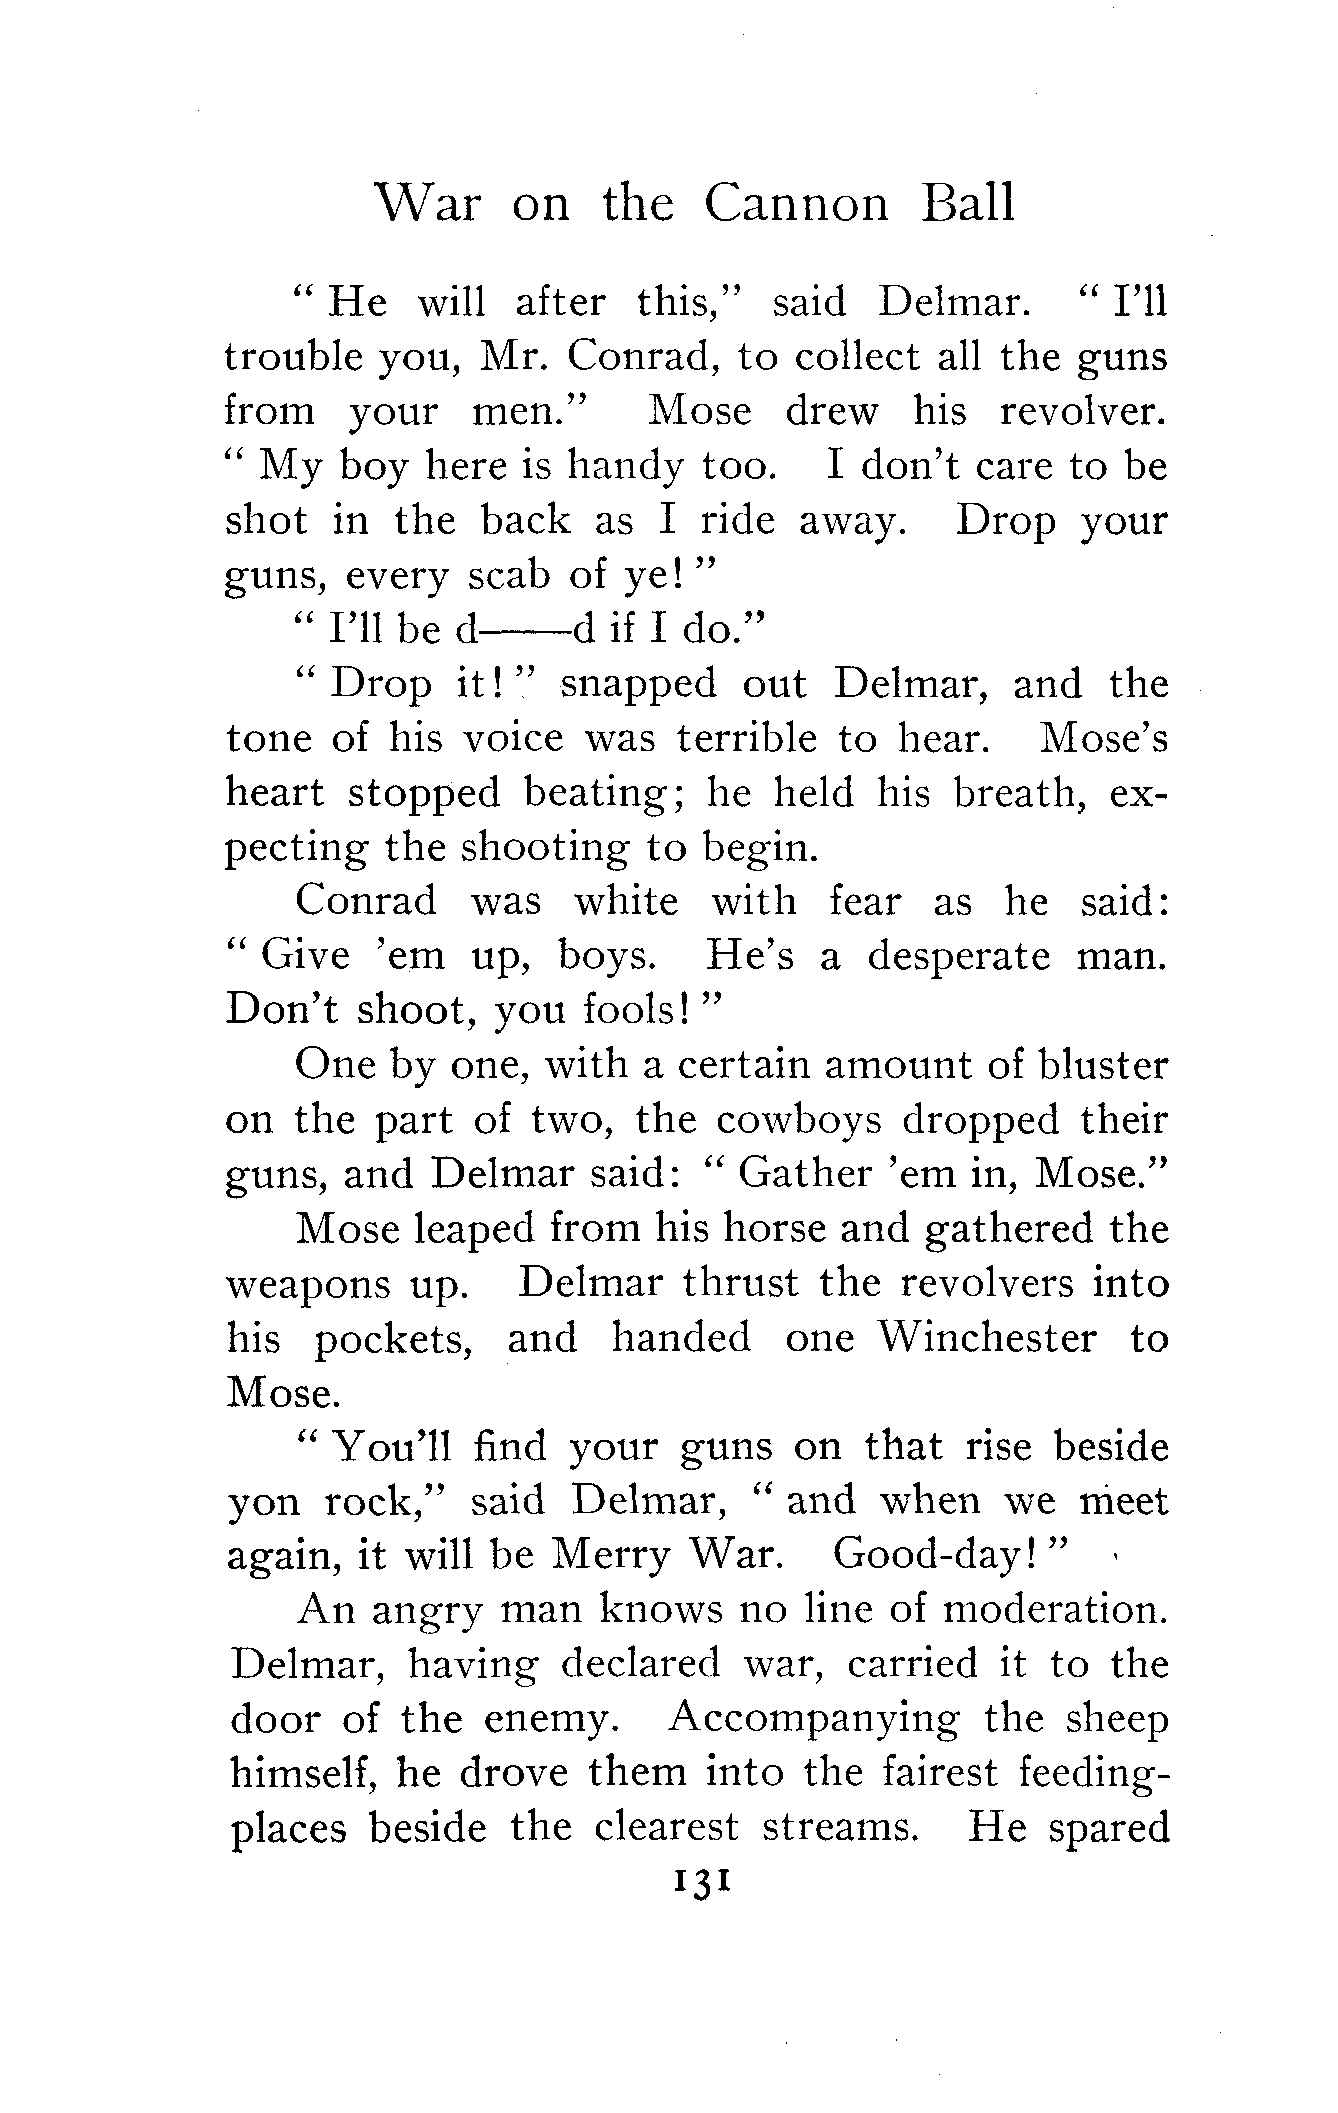 War on the Cannon Ball
“ He will after this,” said Delmar. “ I’ll
trouble you, Mr. Conrad, to collect all the guns
from your men.” Mose drew his revolver.
“ My boy here is handy too. I don’t care to be
shot in the back as I ride away. Drop your
guns, every scab of ye! ”
“ I’ll be d——d if I do.”
“ Drop it! ” snapped out Delmar, and the
tone of his voice was terrible to hear. Mose’s
heart stopped beating; he held his breath, ex-
pecting the shooting to begin.
Conrad was white with fear as he said:
“ Give ’em up, boys. He’s a desperate man.
Don’t shoot, you fools! ”
One by one, with a certain amount of bluster
on the part of two, the cowboys dropped their
guns, and Delmar said: “ Gather ’em in, Mose.”
Mose leaped from his horse and gathered the
weapons up. Delmar thrust the revolvers into
his pockets, and handed one Winchester to
Mose.
“ You’ll find your guns on that rise beside
yon rock,” said Delmar, “ and when we meet
again, it will be Merry War. Good-day! ”
An angry man knows no line of moderation.
Delmar, having declared war, carried it to the
door of the enemy. Accompanying the sheep
himself, he drove them into the fairest feeding-
places beside the clearest streams. He spared
131